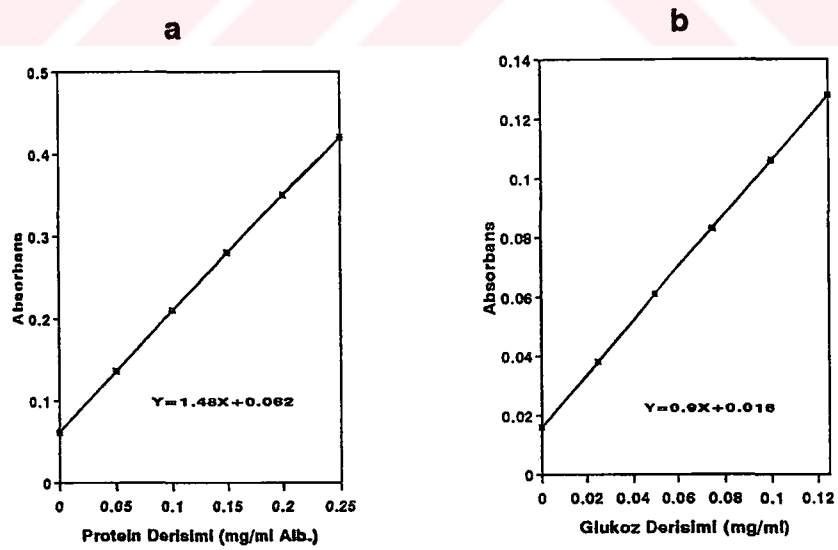 a
0.5
0.4
0.3
0.2
0.1
0
Absorbans
Y=1.48X+0.062
0 0.05 0.1 0.15 0.2 0.25
Protein Derisimi (mg/ml Alb.)
b
0.14
0.12
0.1
0.08
0.06
0.04
0.02
0
Absorbans
Y=0.9X+0.016
0 0.02 0.04 0.06 0.08 0.1 0.12
Glukoz Derisimi (mg/ml)